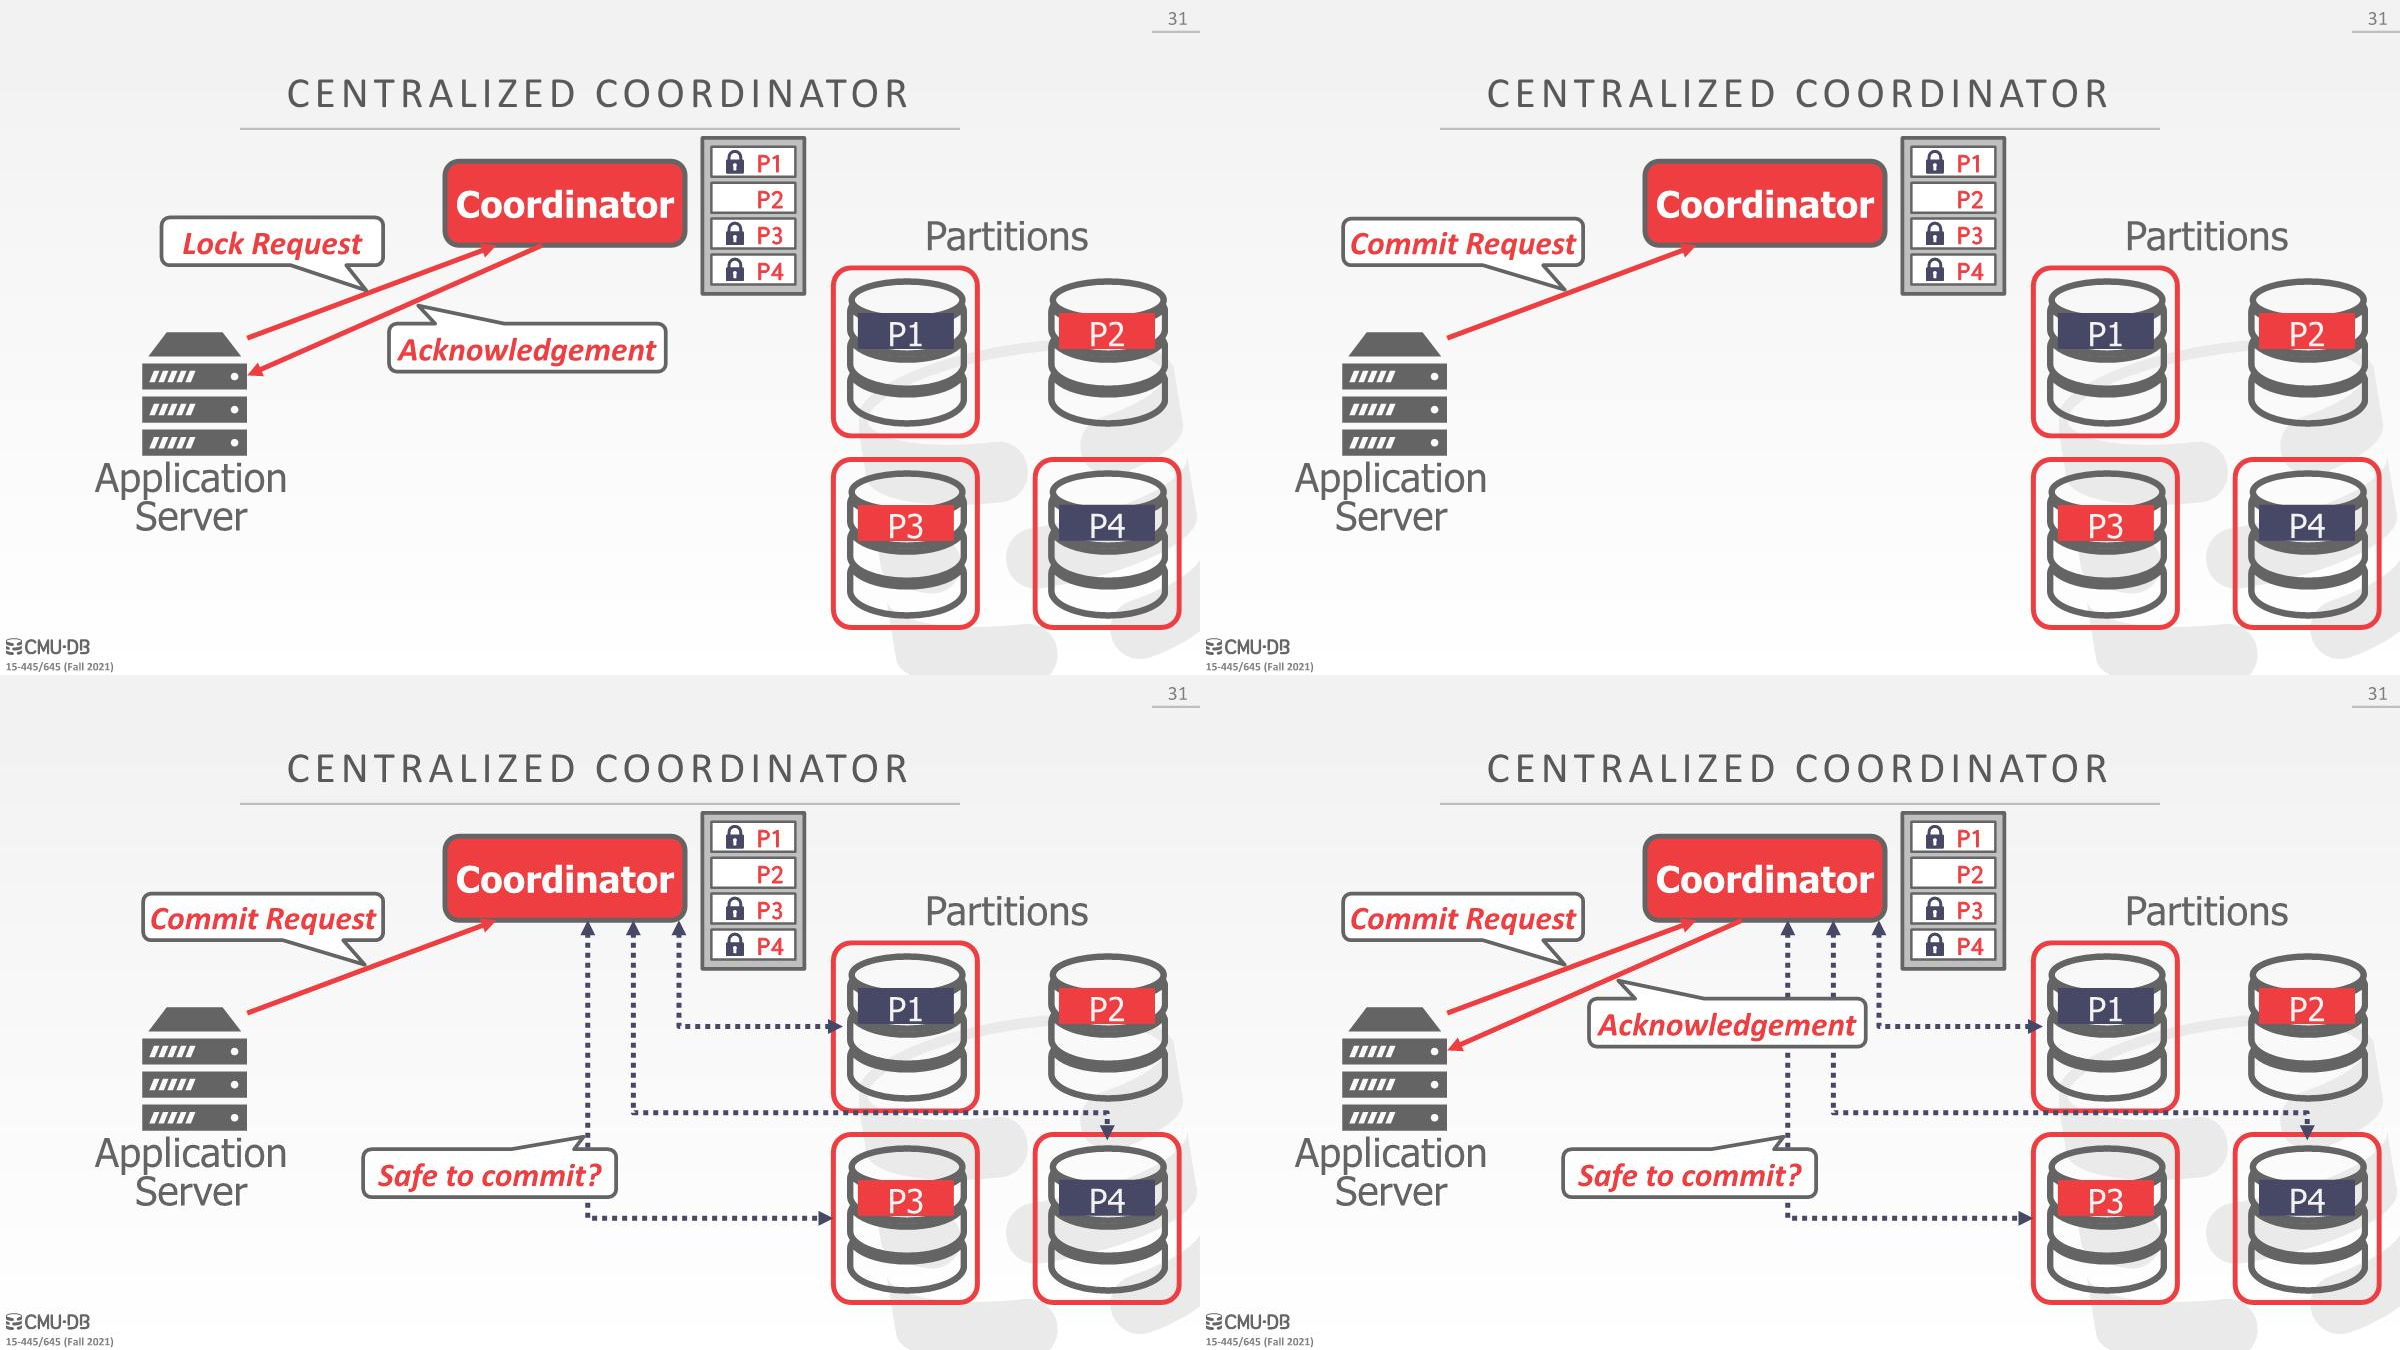 31
CENTRALIZED COORDINATOR
Coordinator
P1
P2
P3
P4
Lock Request
Acknowledgement
Partitions
P1
P2
P3
P4
Application
Server
CMU·DB
15-445/645 (Fall 2021)
31
CENTRALIZED COORDINATOR
Coordinator
P1
P2
P3
P4
Commit Request
Partitions
P1
P2
P3
P4
Application
Server
CMU·DB
15-445/645 (Fall 2021)
31
CENTRALIZED COORDINATOR
Coordinator
P1
P2
P3
P4
Commit Request
Partitions
P1
P2
Application
Server
Safe to commit?
P3
P4
CMU·DB
15-445/645 (Fall 2021)
31
CENTRALIZED COORDINATOR
Coordinator
P1
P2
P3
P4
Commit Request
Acknowledgement
Partitions
P1
P2
Application
Server
Safe to commit?
P3
P4
CMU·DB
15-445/645 (Fall 2021)